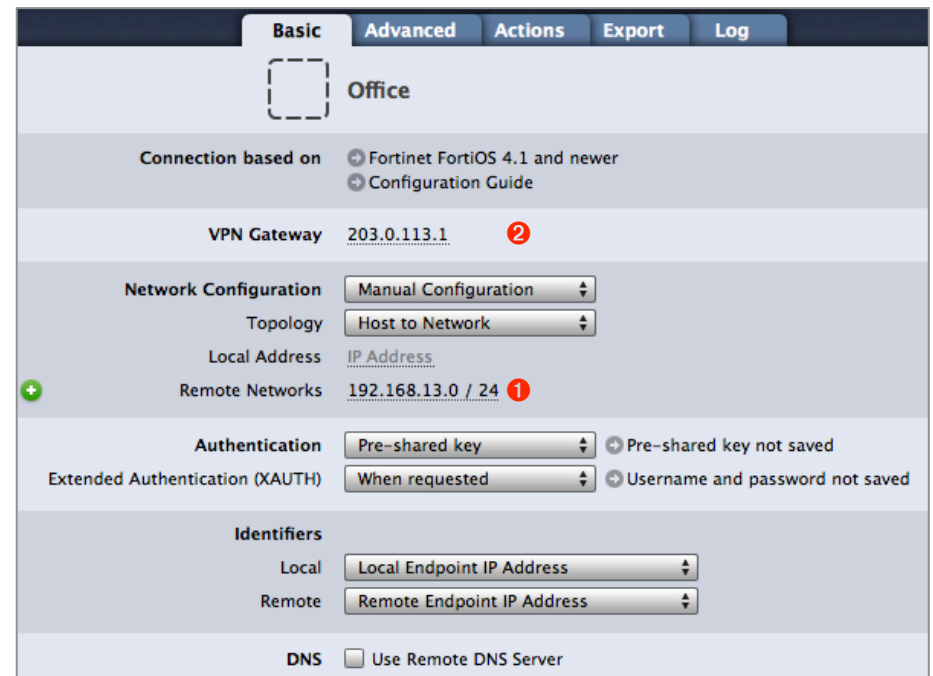 Basic Advanced Actions Export Log
Office
Connection based on Fortinet FortiOS 4.1 and newer
Configuration Guide
VPN Gateway 203.0.113.1 2
Network Configuration Manual Configuration
Topology Host to Network
Local Address IP Address
Remote Networks 192.168.13.0 / 24 1
Authentication Pre-shared key Pre-shared key not saved
Extended Authentication (XAUTH) When requested Username and password not saved
Identifiers
Local Local Endpoint IP Address
Remote Remote Endpoint IP Address
DNS Use Remote DNS Server